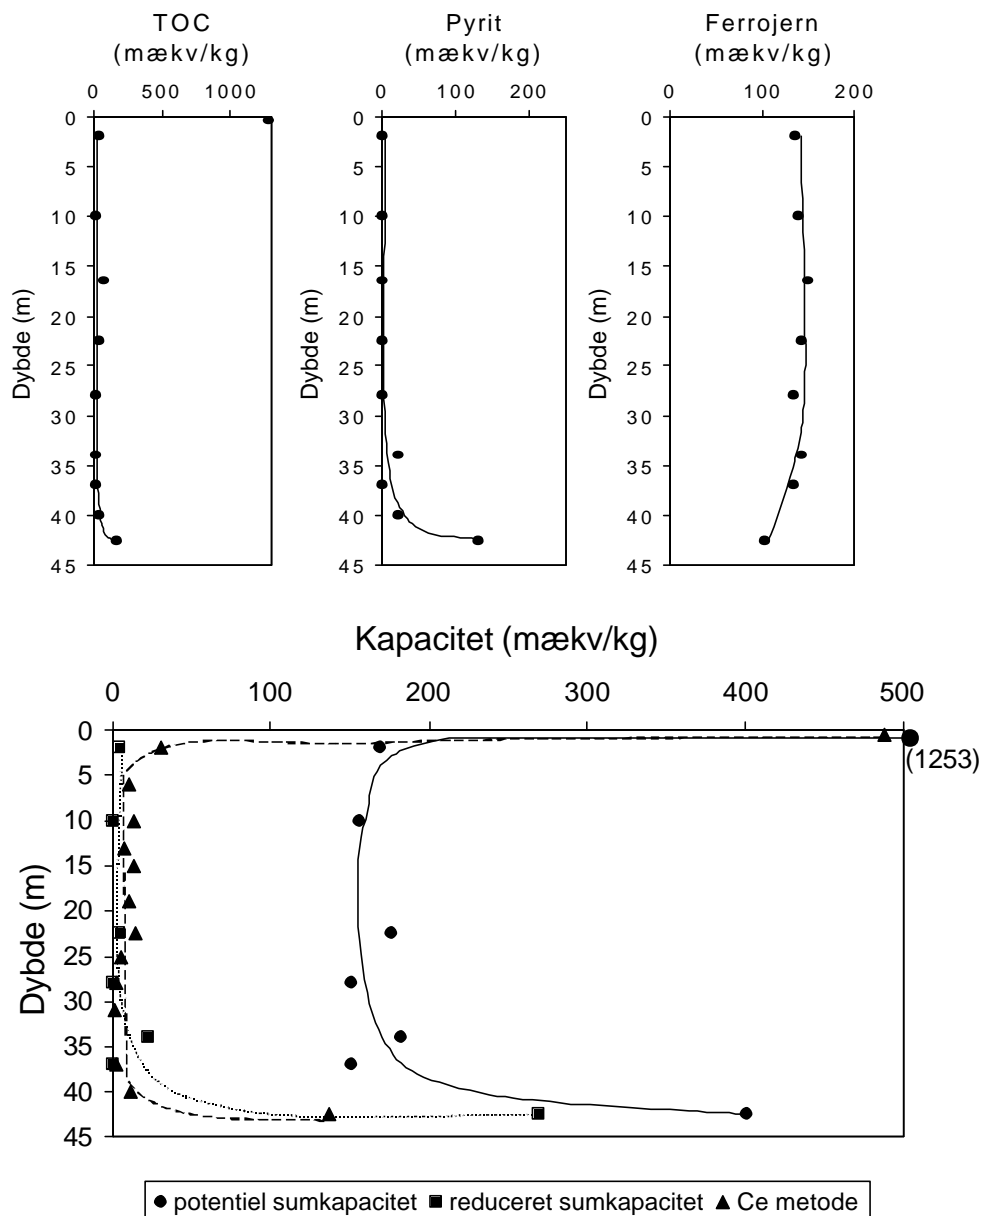 TOC
(mækv/kg)
0 500 1000
Dybde (m)
0
5
10
15
20
25
30
35
40
45
Pyrit
(mækv/kg)
0 100 200
Dybde (m)
0
5
10
15
20
25
30
35
40
45
Ferrojern
(mækv/kg)
0 100 200
Dybde (m)
0
5
10
15
20
25
30
35
40
45
Kapacitet (mækv/kg)
0 100 200 300 400 500
Dybde (m)
0
5
10
15
20
25
30
35
40
45
(1253)
potentiel sumkapacitet reduceret sumkapacitet Ce metode